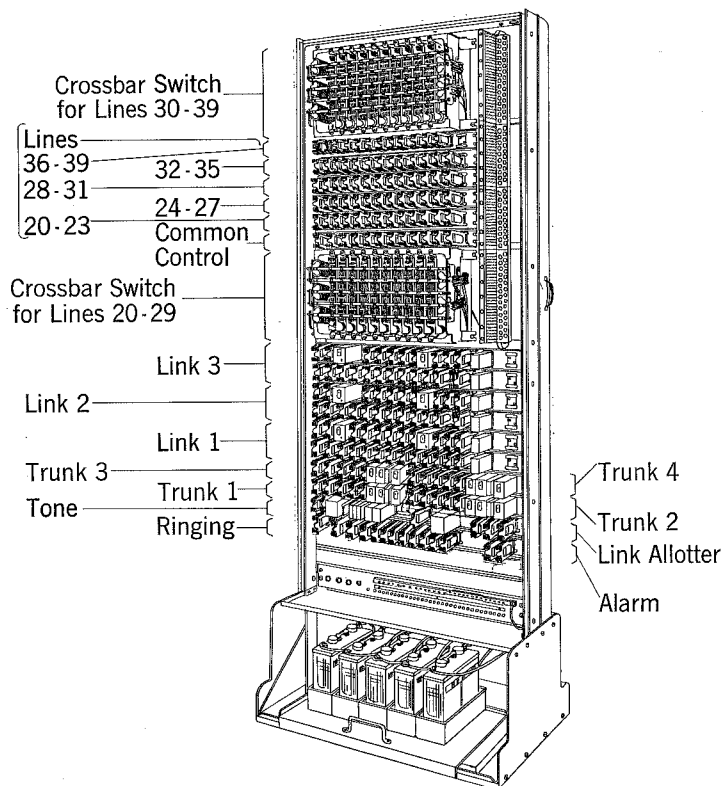 Crossbar Switch
for Lines 30-39
Lines
36-39
32-35
28-31
24-27
20-23
Common
Control
Crossbar Switch
for Lines 20-29
Link 3
Link 2
Link 1
Trunk 3
Trunk 1
Tone
Ringing
Trunk 4
Trunk 2
Link Allotter
Alarm